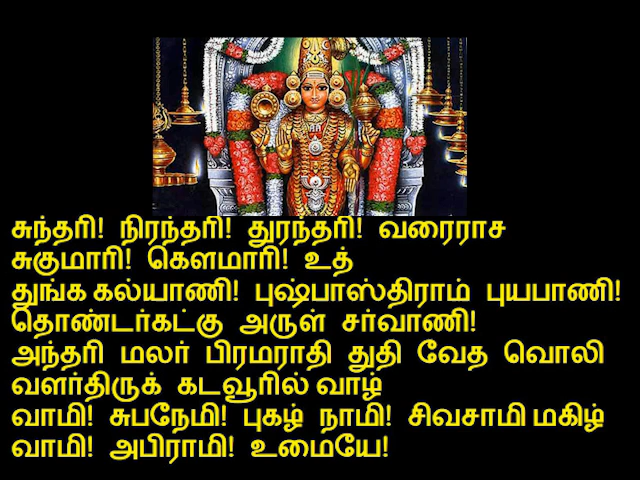 சுந்தரி! நிரந்தரி! துரந்தரி! வரைராச
சுகுமாரி! கௌமாரி! உத்
துங்க கல்யாணி! புஷ்பாஸ்திராம் புயபாணி!
தொண்டர்கட்கு அருள் சர்வாணி!
அந்தரி மலர் பிரமராதி துதி வேத வொலி
வளர்திருக் கடவூரில் வாழ்
வாமி! சுபநேமி! புகழ் நாமி! சிவசாமி மகிழ்
வாமி! அபிராமி! உமையே!